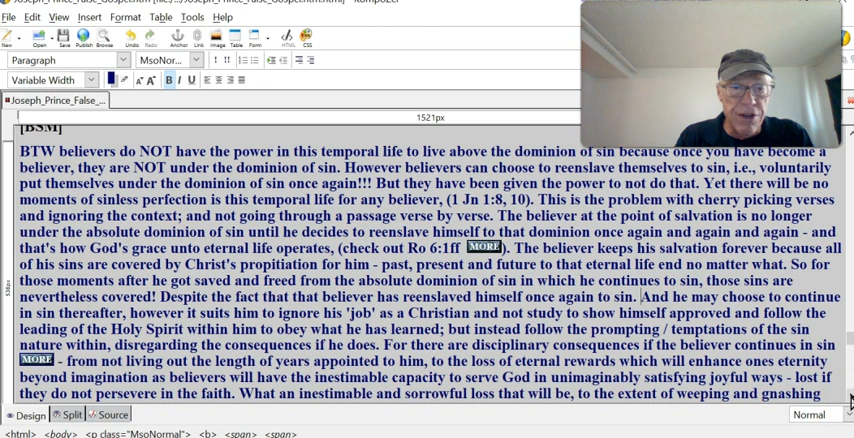 File Edit View Insert Format Table Tools Help
New Open Save Publish Browse Undo Redo Anchor Link Image Table Form HTML CSS
Paragraph MsoNor...
Variable Width B I U
Joseph_Prince_False_...
1521px
[BSM]
BTW believers do NOT have the power in this temporal life to live above the dominion of sin because once you have become a
believer, they are NOT under the dominion of sin. However believers can choose to reenslave themselves to sin, i.e., voluntarily
put themselves under the dominion of sin once again!!! But they have been given the power to not do that. Yet there will be no
moments of sinless perfection is this temporal life for any believer, (1 Jn 1:8, 10). This is the problem with cherry picking verses
and ignoring the context; and not going through a passage verse by verse. The believer at the point of salvation is no longer
under the absolute dominion of sin until he decides to reenslave himself to that dominion once again and again and again - and
that's how God's grace unto eternal life operates, (check out Ro 6:1ff MORE). The believer keeps his salvation forever because all
of his sins are covered by Christ's propitiation for him - past, present and future to that eternal life end no matter what. So for
those moments after he got saved and freed from the absolute dominion of sin in which he continues to sin, those sins are
nevertheless covered! Despite the fact that that believer has reenslaved himself once again to sin. And he may choose to continue
in sin thereafter, however it suits him to ignore his 'job' as a Christian and not study to show himself approved and follow the
leading of the Holy Spirit within him to obey what he has learned; but instead follow the prompting / temptations of the sin
nature within, disregarding the consequences if he does. For there are disciplinary consequences if the believer continues in sin
MORE - from not living out the length of years appointed to him, to the loss of eternal rewards which will enhance ones eternity
beyond imagination as believers will have the inestimable capacity to serve God in unimaginably satisfying joyful ways - lost if
they do not persevere in the faith. What an inestimable and sorrowful loss that will be, to the extent of weeping and gnashing
Design Split Source Normal
<html> <body> <p class="MsoNormal"> <b> <span> <span>